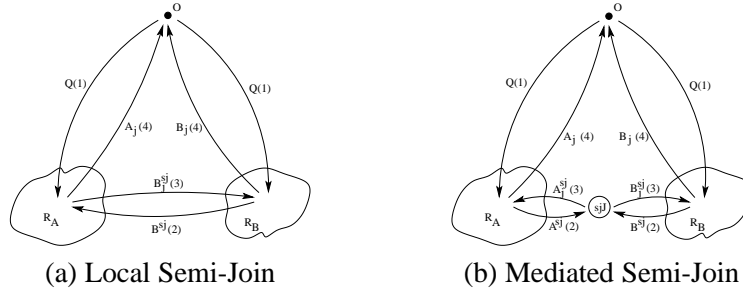 O
Q(1)
Q(1)
A_j(4)
B_j(4)
B_j^sj(3)
B^sj(2)
R_A
R_B
(a) Local Semi-Join
O
Q(1)
Q(1)
A_j(4)
B_j(4)
A_j^sj(3)
B_j^sj(3)
sjJ
A^sj(2)
B^sj(2)
R_A
R_B
(b) Mediated Semi-Join